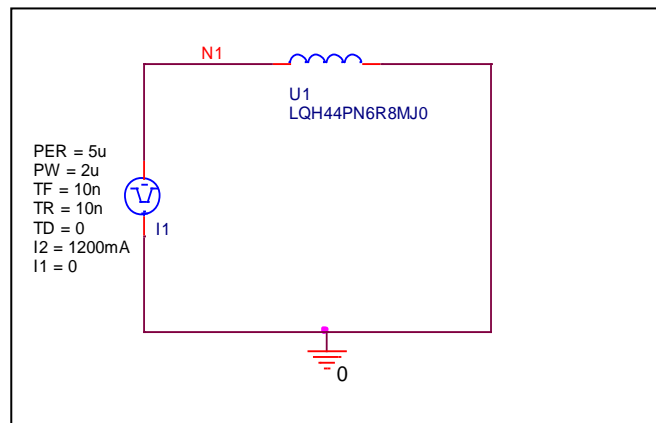 N1
U1
LQH44PN6R8MJ0
PER = 5u
PW = 2u
TF = 10n
TR = 10n
TD = 0
I2 = 1200mA
I1 = 0
I1
0